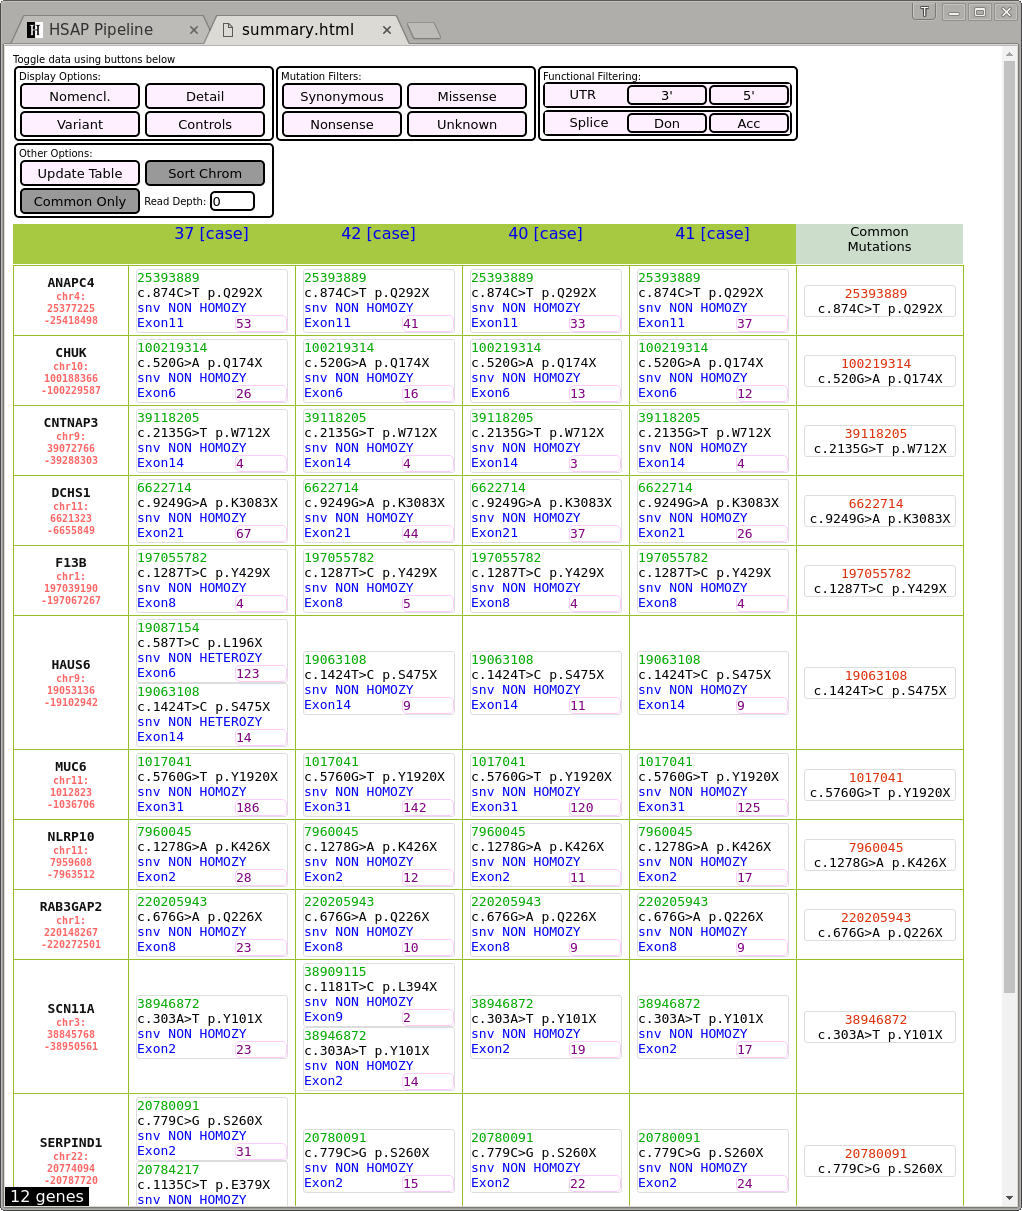 HSAP Pipeline
summary.html
Toggle data using buttons below
Display Options:
Nomencl. Detail
Variant Controls
Mutation Filters:
Synonymous Missense
Nonsense Unknown
Functional Filtering:
UTR 3' 5'
Splice Don Acc
Other Options:
Update Table Sort Chrom
Common Only Read Depth: 0
37 [case] 42 [case] 40 [case] 41 [case] Common
Mutations
ANAPC4
chr4:
25377225
-25418498
25393889 25393889 25393889 25393889
c.874C>T p.Q292X c.874C>T p.Q292X c.874C>T p.Q292X c.874C>T p.Q292X
snv NON HOMOZY snv NON HOMOZY snv NON HOMOZY snv NON HOMOZY
Exon11 53 Exon11 41 Exon11 33 Exon11 37
25393889
c.874C>T p.Q292X
CHUK
chr10:
100188366
-100229587
100219314 100219314 100219314 100219314
c.520G>A p.Q174X c.520G>A p.Q174X c.520G>A p.Q174X c.520G>A p.Q174X
snv NON HOMOZY snv NON HOMOZY snv NON HOMOZY snv NON HOMOZY
Exon6 26 Exon6 16 Exon6 13 Exon6 12
100219314
c.520G>A p.Q174X
CNTNAP3
chr9:
39072766
-39288303
39118205 39118205 39118205 39118205
c.2135G>T p.W712X c.2135G>T p.W712X c.2135G>T p.W712X c.2135G>T p.W712X
snv NON HOMOZY snv NON HOMOZY snv NON HOMOZY snv NON HOMOZY
Exon14 4 Exon14 4 Exon14 3 Exon14 4
39118205
c.2135G>T p.W712X
DCHS1
chr11:
6621323
-6655849
6622714 6622714 6622714 6622714
c.9249G>A p.K3083X c.9249G>A p.K3083X c.9249G>A p.K3083X c.9249G>A p.K3083X
snv NON HOMOZY snv NON HOMOZY snv NON HOMOZY snv NON HOMOZY
Exon21 67 Exon21 44 Exon21 37 Exon21 26
6622714
c.9249G>A p.K3083X
F13B
chr1:
197039190
-197067267
197055782 197055782 197055782 197055782
c.1287T>C p.Y429X c.1287T>C p.Y429X c.1287T>C p.Y429X c.1287T>C p.Y429X
snv NON HOMOZY snv NON HOMOZY snv NON HOMOZY snv NON HOMOZY
Exon8 4 Exon8 5 Exon8 4 Exon8 4
197055782
c.1287T>C p.Y429X
HAUS6
chr9:
19053136
-19102942
19087154
c.587T>C p.L196X
snv NON HETEROZY
Exon6 123
19063108
c.1424T>C p.S475X
snv NON HETEROZY
Exon14 14
19063108 19063108 19063108
c.1424T>C p.S475X c.1424T>C p.S475X c.1424T>C p.S475X
snv NON HOMOZY snv NON HOMOZY snv NON HOMOZY
Exon14 9 Exon14 11 Exon14 9
19063108
c.1424T>C p.S475X
MUC6
chr11:
1012823
-1036706
1017041 1017041 1017041 1017041
c.5760G>T p.Y1920X c.5760G>T p.Y1920X c.5760G>T p.Y1920X c.5760G>T p.Y1920X
snv NON HOMOZY snv NON HOMOZY snv NON HOMOZY snv NON HOMOZY
Exon31 186 Exon31 142 Exon31 120 Exon31 125
1017041
c.5760G>T p.Y1920X
NLRP10
chr11:
7959608
-7963512
7960045 7960045 7960045 7960045
c.1278G>A p.K426X c.1278G>A p.K426X c.1278G>A p.K426X c.1278G>A p.K426X
snv NON HOMOZY snv NON HOMOZY snv NON HOMOZY snv NON HOMOZY
Exon2 28 Exon2 12 Exon2 11 Exon2 17
7960045
c.1278G>A p.K426X
RAB3GAP2
chr1:
220148267
-220272501
220205943 220205943 220205943 220205943
c.676G>A p.Q226X c.676G>A p.Q226X c.676G>A p.Q226X c.676G>A p.Q226X
snv NON HOMOZY snv NON HOMOZY snv NON HOMOZY snv NON HOMOZY
Exon8 23 Exon8 10 Exon8 9 Exon8 9
220205943
c.676G>A p.Q226X
SCN11A
chr3:
38845768
-38950561
38946872
c.303A>T p.Y101X
snv NON HOMOZY
Exon2 23
38909115
c.1181T>C p.L394X
snv NON HOMOZY
Exon9 2
38946872
c.303A>T p.Y101X
snv NON HOMOZY
Exon2 14
38946872 38946872
c.303A>T p.Y101X c.303A>T p.Y101X
snv NON HOMOZY snv NON HOMOZY
Exon2 19 Exon2 17
38946872
c.303A>T p.Y101X
SERPIND1
chr22:
20774094
-20787720
20780091
c.779C>G p.S260X
snv NON HOMOZY
Exon2 31
20784217
c.1135C>T p.E379X
snv NON HOMOZY
20780091 20780091 20780091
c.779C>G p.S260X c.779C>G p.S260X c.779C>G p.S260X
snv NON HOMOZY snv NON HOMOZY snv NON HOMOZY
Exon2 15 Exon2 22 Exon2 24
20780091
c.779C>G p.S260X
12 genes